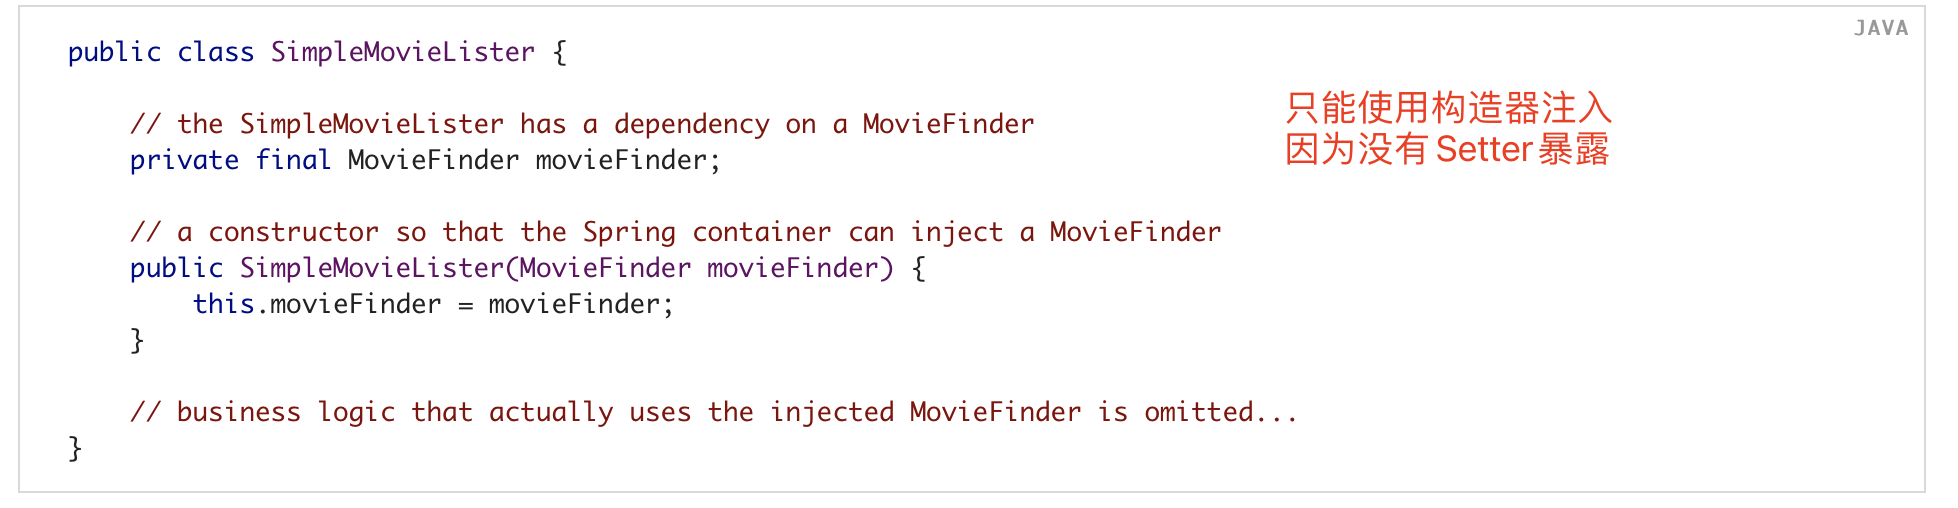 JAVA
public class SimpleMovieLister {
// the SimpleMovieLister has a dependency on a MovieFinder
private final MovieFinder movieFinder;
只能使用构造器注入
因为没有 Setter 暴露
// a constructor so that the Spring container can inject a MovieFinder
public SimpleMovieLister(MovieFinder movieFinder) {
this.movieFinder = movieFinder;
}
// business logic that actually uses the injected MovieFinder is omitted...
}